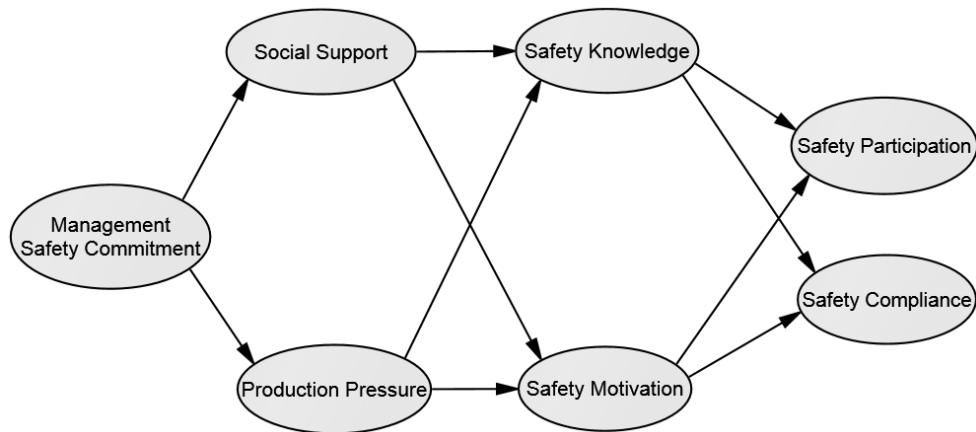 Social Support
Safety Knowledge
Safety Participation
Management
Safety Commitment
Safety Compliance
Production Pressure
Safety Motivation